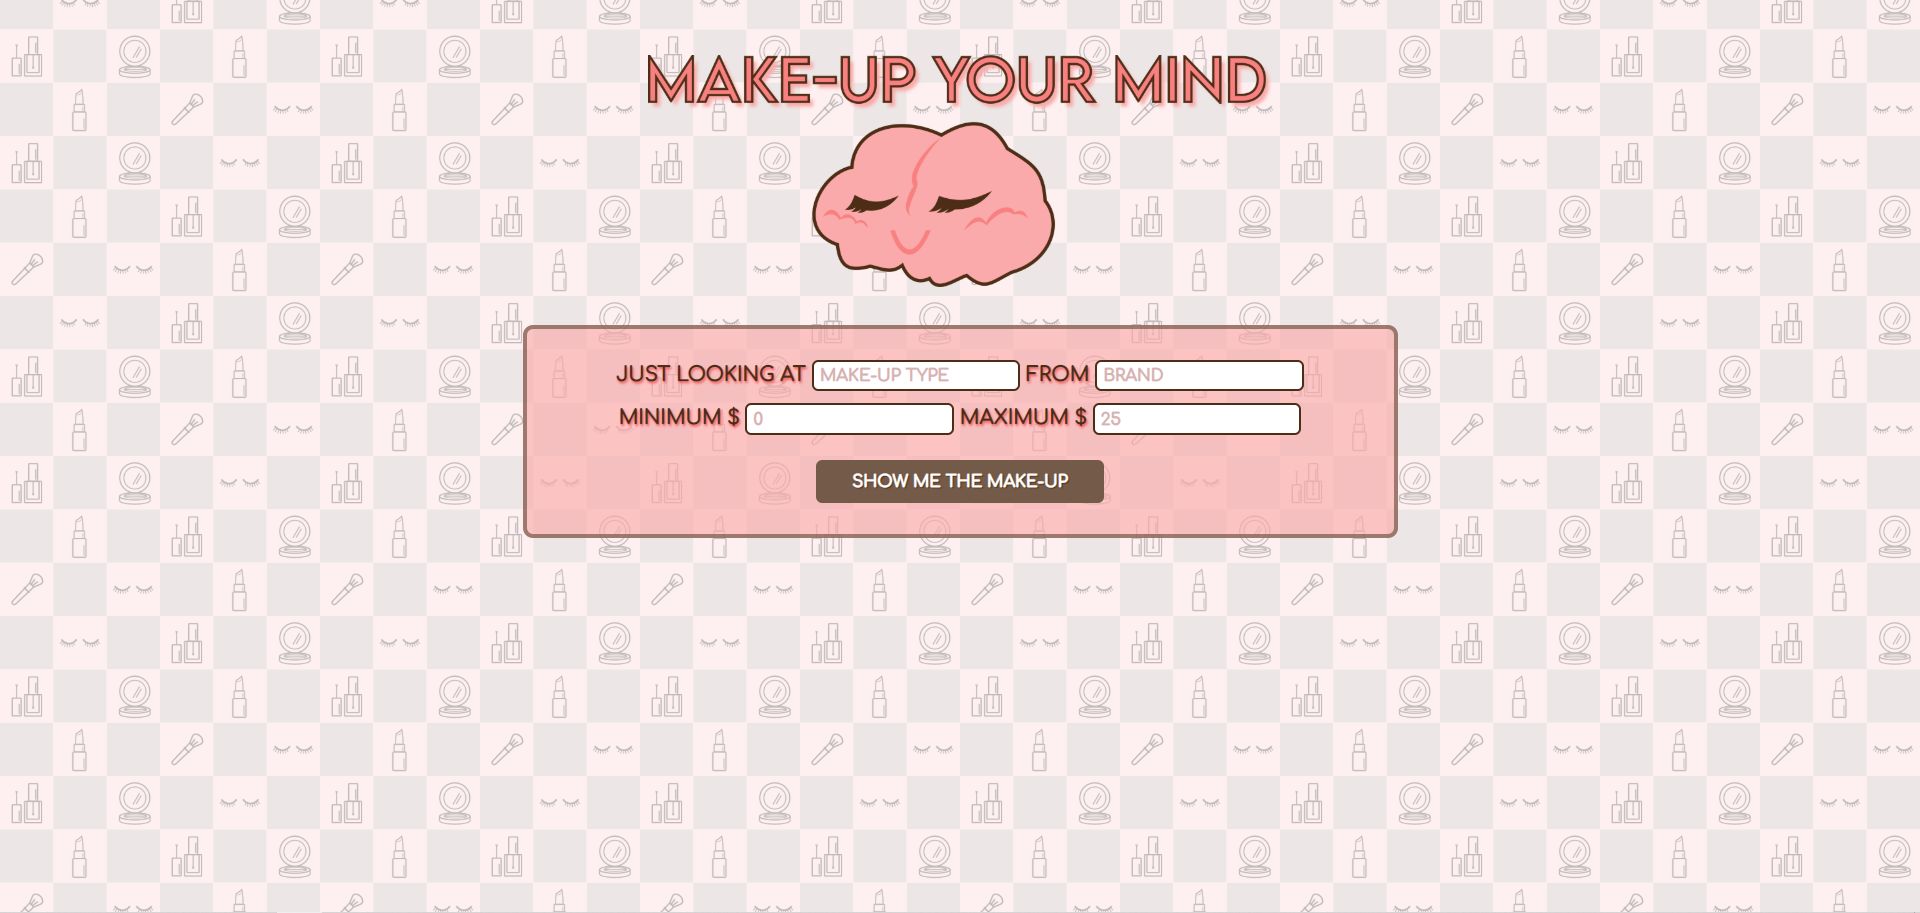 MAKE-UP YOUR MIND
JUST LOOKING AT MAKE-UP TYPE FROM BRAND
MINIMUM $ 0 MAXIMUM $ 25
SHOW ME THE MAKE-UP